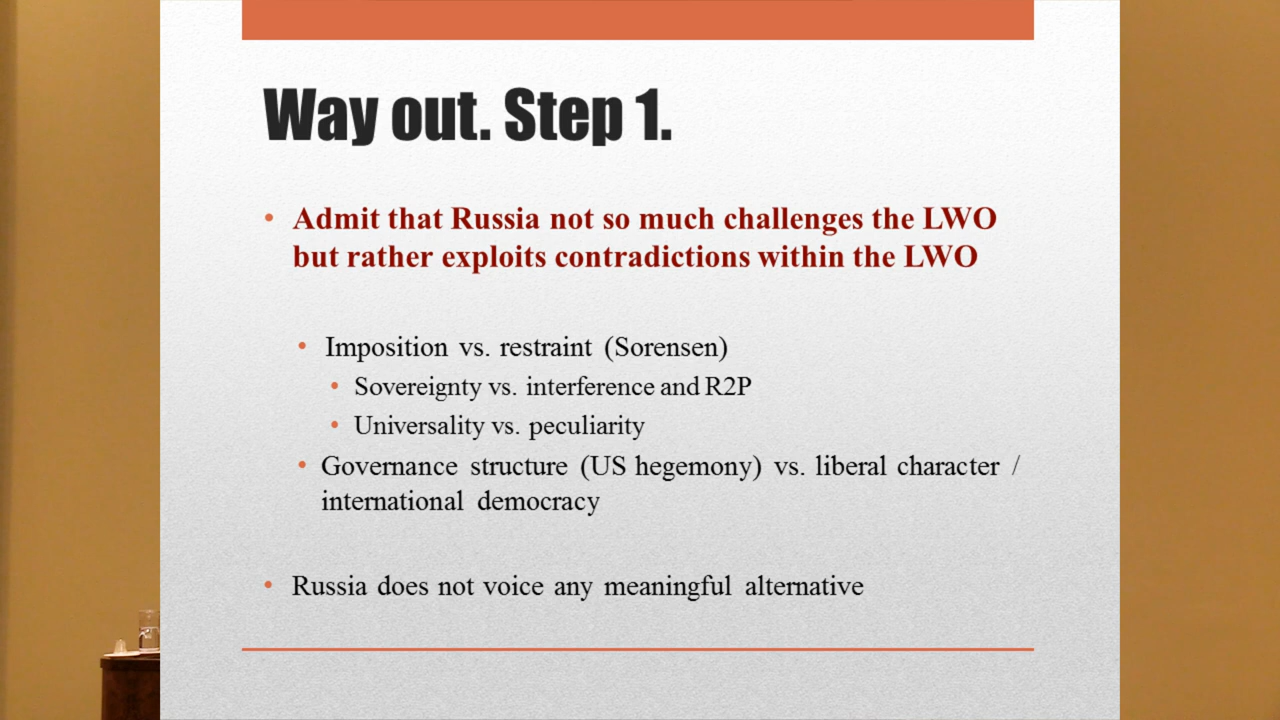 Way out. Step 1.
• Admit that Russia not so much challenges the LWO
but rather exploits contradictions within the LWO
• Imposition vs. restraint (Sorensen)
• Sovereignty vs. interference and R2P
• Universality vs. peculiarity
• Governance structure (US hegemony) vs. liberal character /
international democracy
• Russia does not voice any meaningful alternative